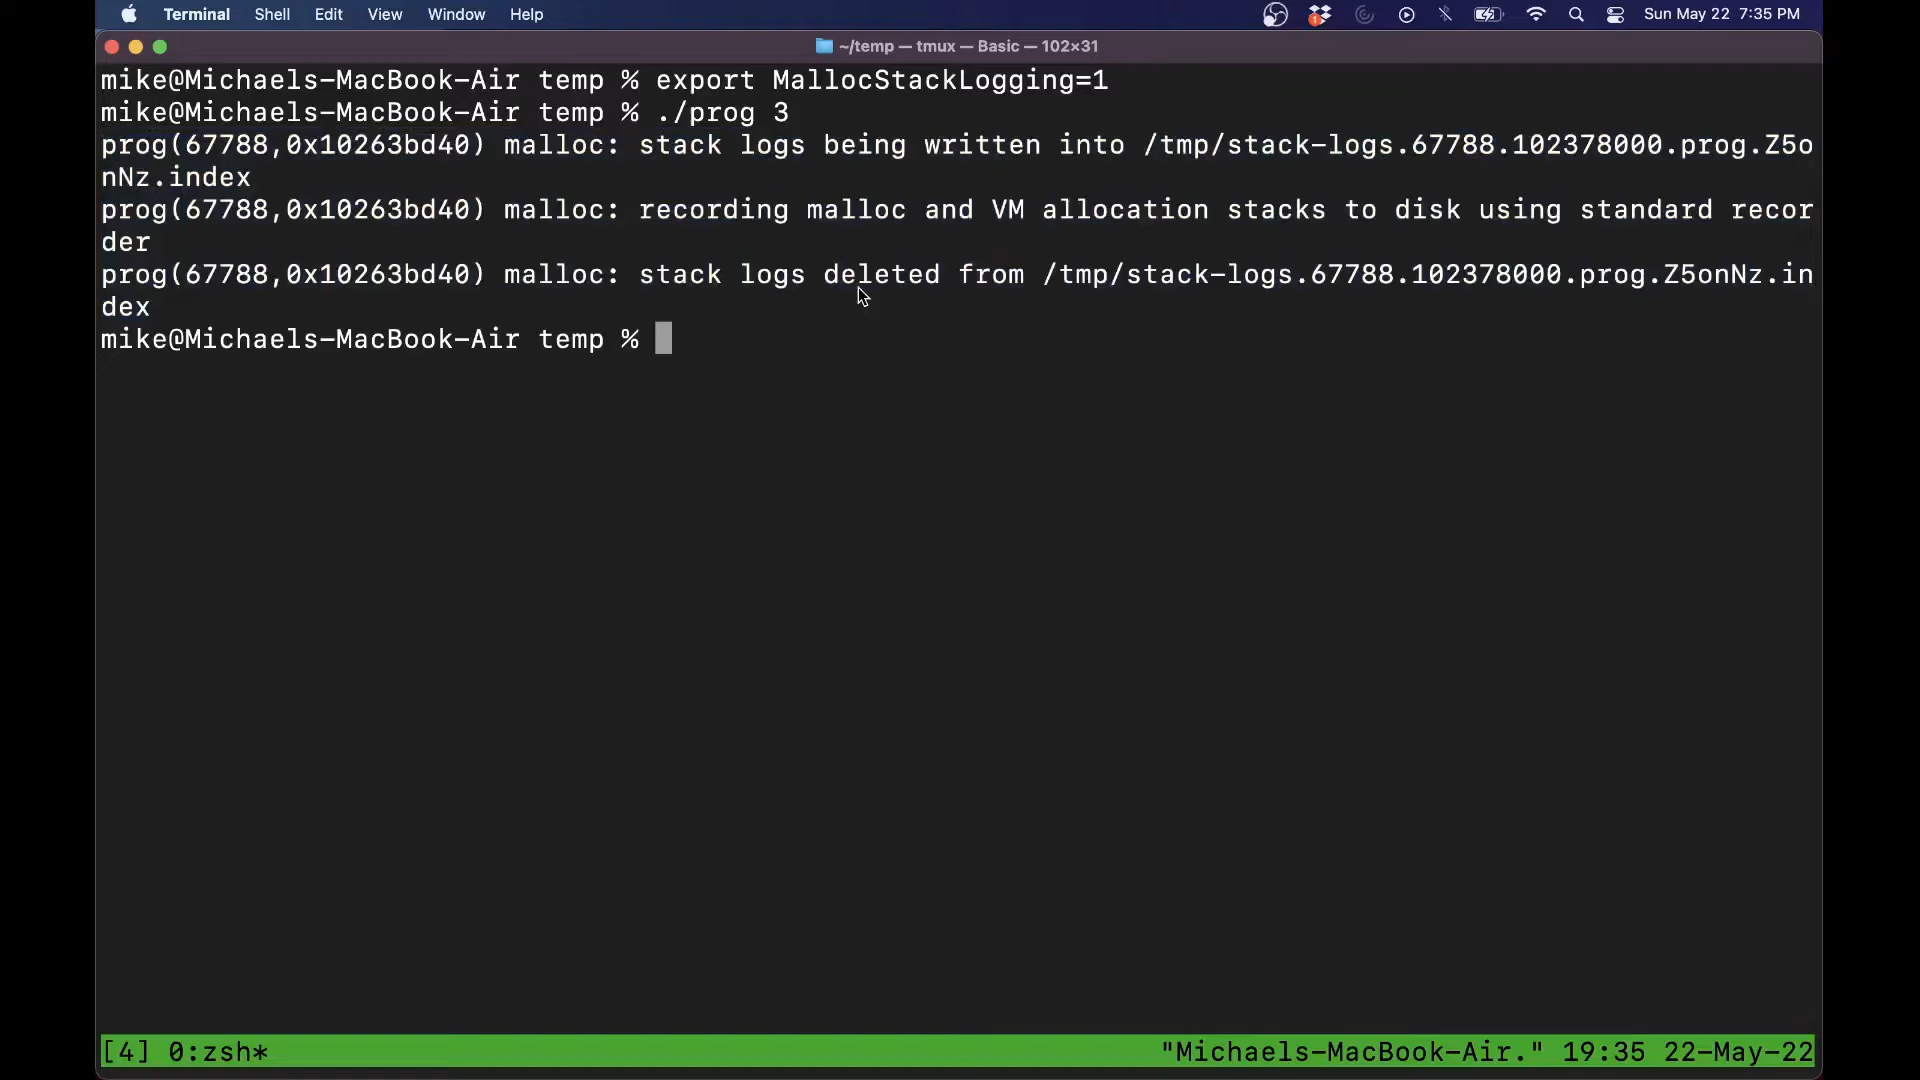 Terminal Shell Edit View Window Help
1
Sun May 22 7:35 PM
~/temp — tmux — Basic — 102×31
mike@Michaels-MacBook-Air temp % export MallocStackLogging=1
mike@Michaels-MacBook-Air temp % ./prog 3
prog(67788,0x10263bd40) malloc: stack logs being written into /tmp/stack-logs.67788.102378000.prog.Z5o
nNz.index
prog(67788,0x10263bd40) malloc: recording malloc and VM allocation stacks to disk using standard recor
der
prog(67788,0x10263bd40) malloc: stack logs deleted from /tmp/stack-logs.67788.102378000.prog.Z5onNz.in
dex
mike@Michaels-MacBook-Air temp %
[4] 0:zsh* "Michaels-MacBook-Air." 19:35 22-May-22